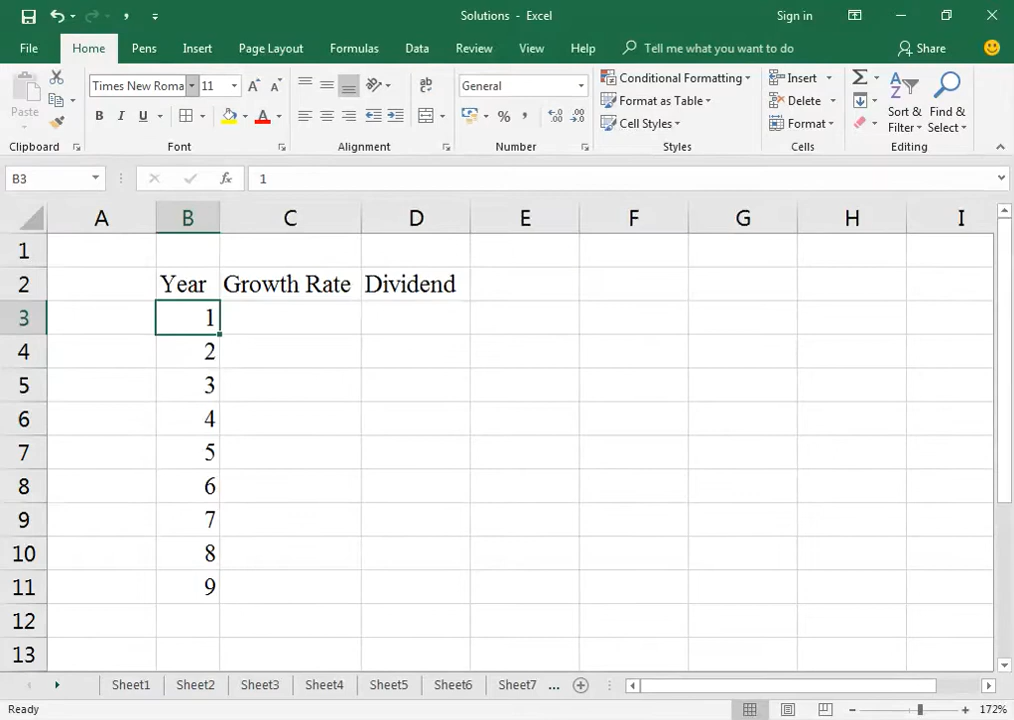 Solutions - Excel
Sign in
File Home Pens Insert Page Layout Formulas Data Review View Help Tell me what you want to do Share
Paste
Times New Roma 11
B I U
A
General
% ,
Conditional Formatting
Format as Table
Cell Styles
Insert
Delete
Format
Sort & Filter
Find & Select
Clipboard Font Alignment Number Styles Cells Editing
B3 fx 1
A B C D E F G H I
1
2 Year Growth Rate Dividend
3 1
4 2
5 3
6 4
7 5
8 6
9 7
10 8
11 9
12
13
Sheet1 Sheet2 Sheet3 Sheet4 Sheet5 Sheet6 Sheet7 ...
Ready 172%